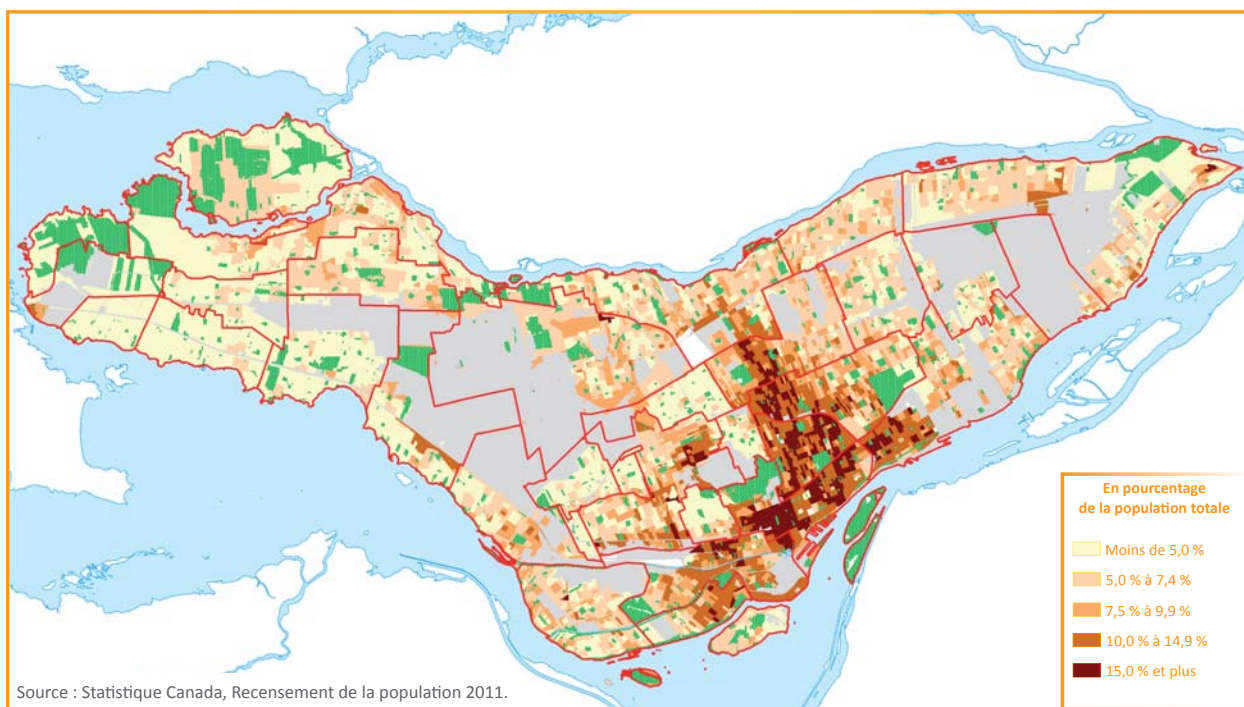 En pourcentage
de la population totale
Moins de 5,0 %
5,0 % à 7,4 %
7,5 % à 9,9 %
10,0 % à 14,9 %
15,0 % et plus
Source : Statistique Canada, Recensement de la population 2011.